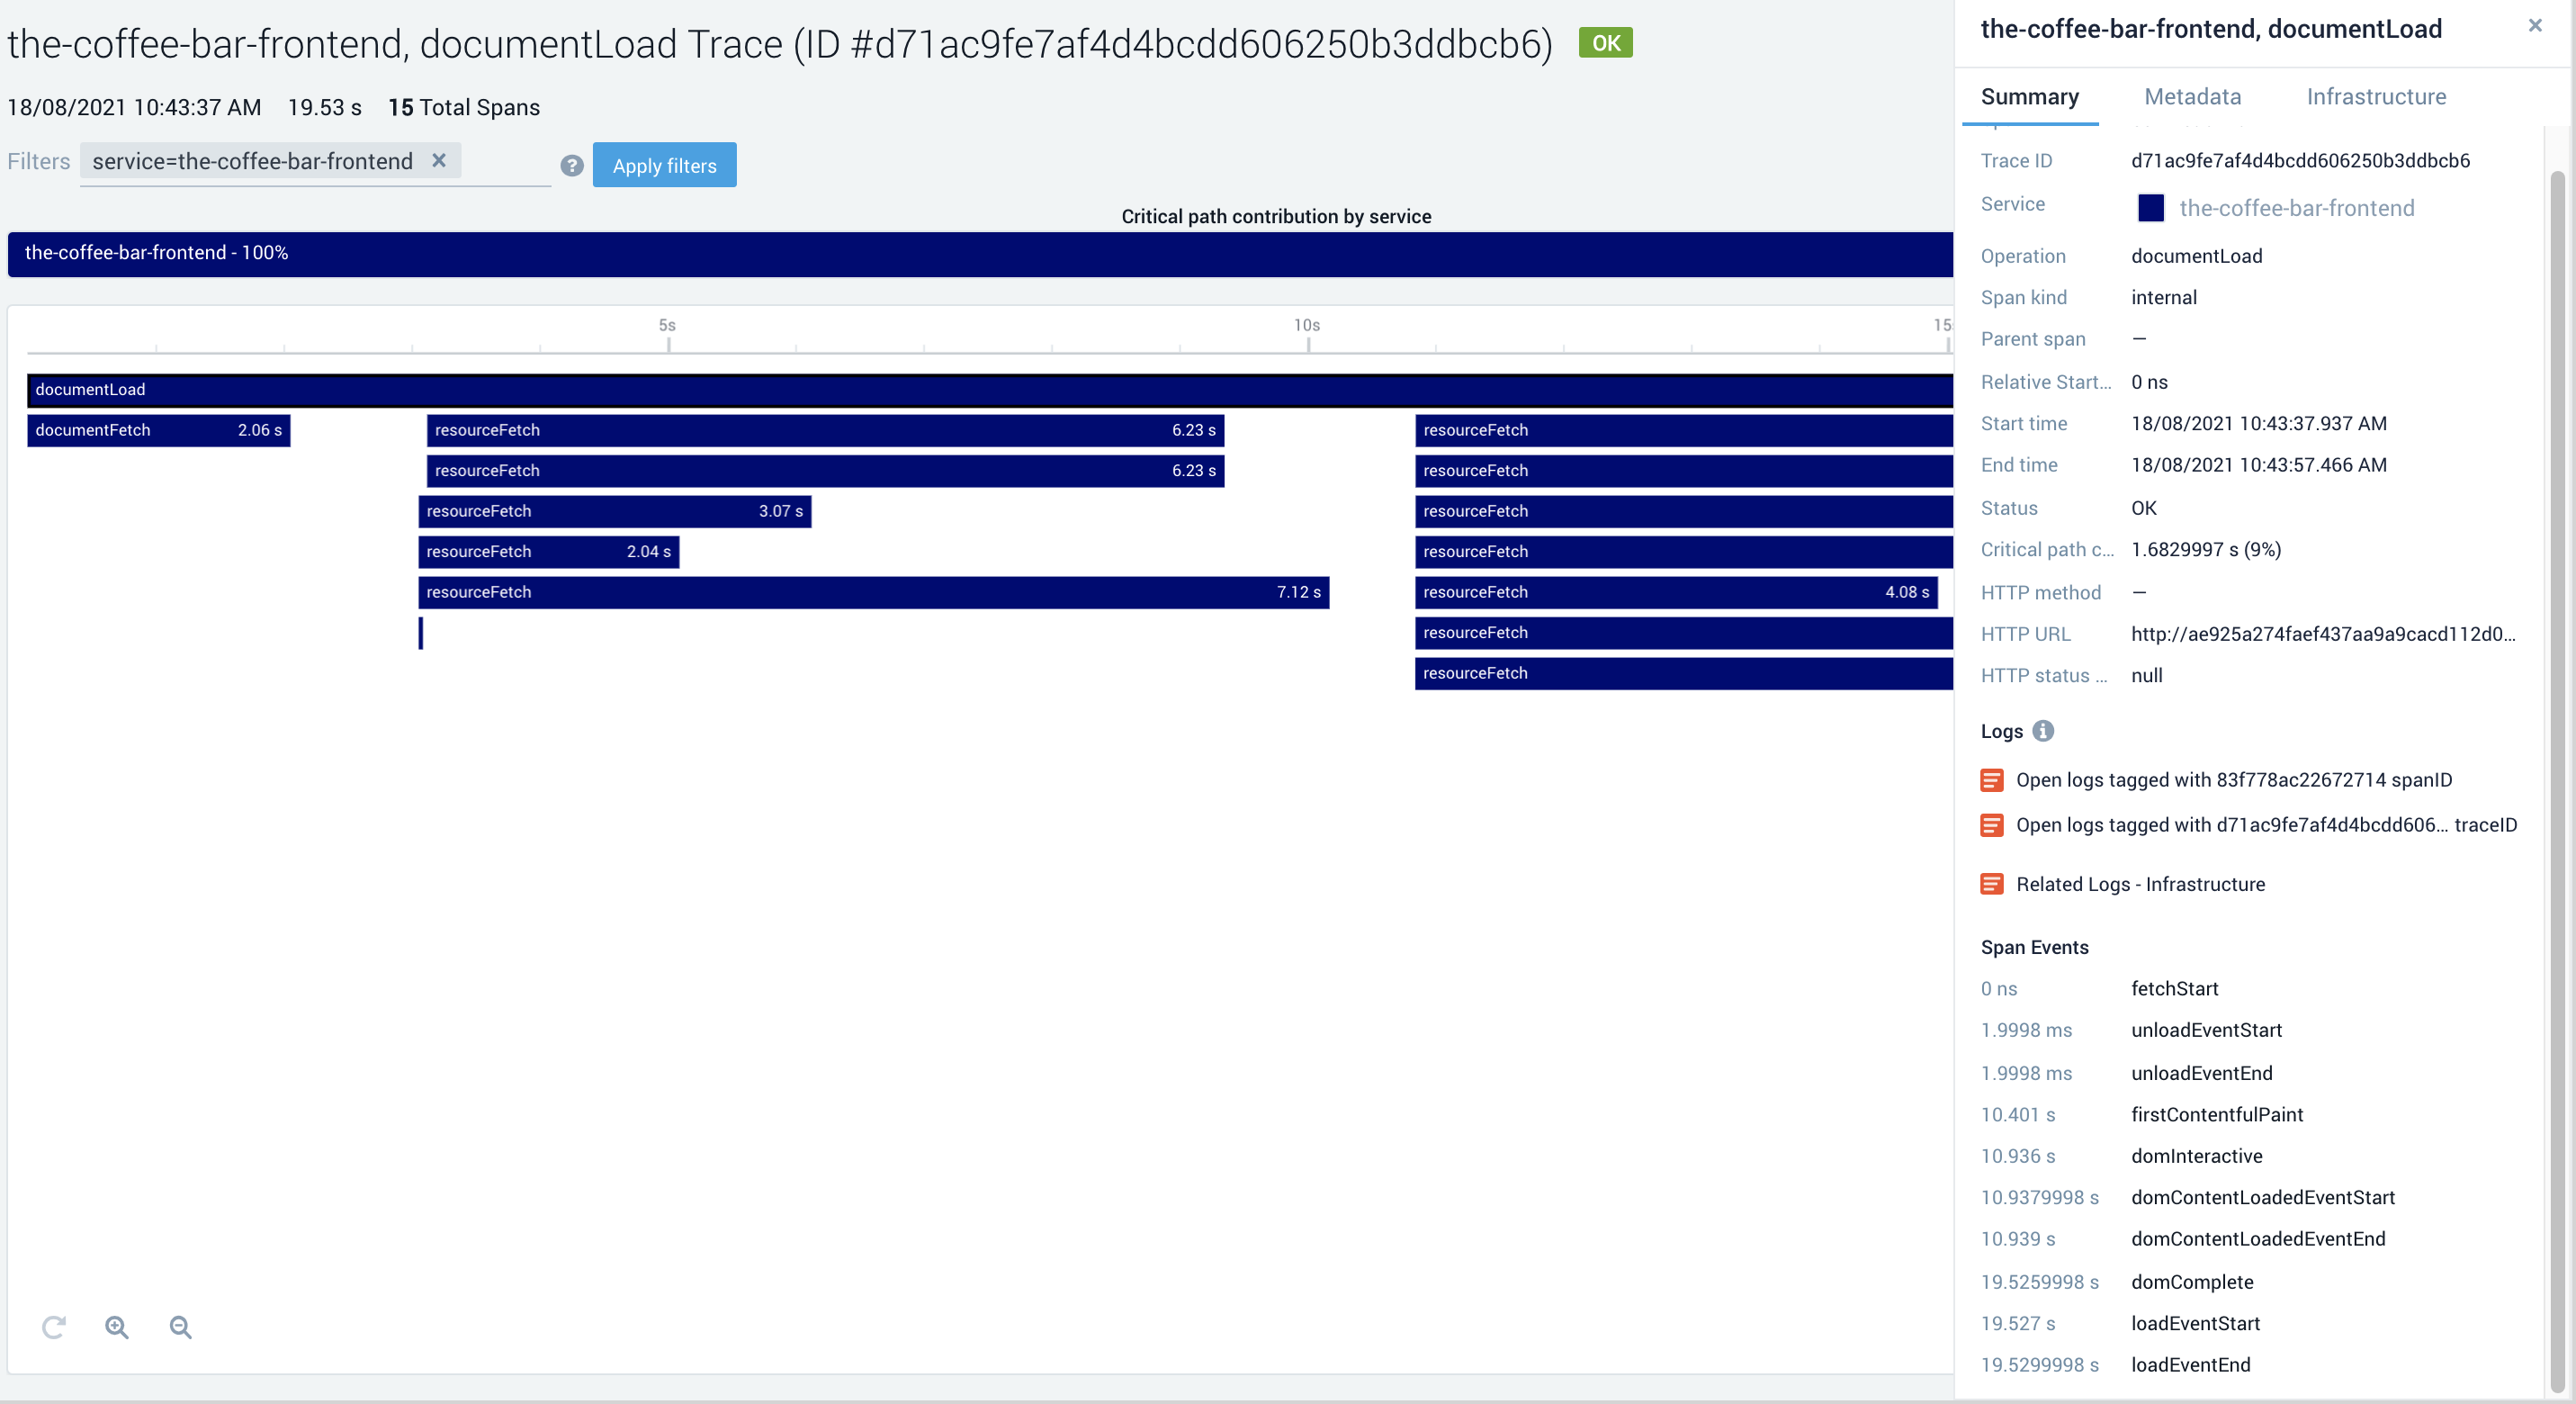 the-coffee-bar-frontend, documentLoad Trace (ID #d71ac9fe7af4d4bcdd606250b3ddbcb6) OK
18/08/2021 10:43:37 AM 19.53 s 15 Total Spans
Filters service=the-coffee-bar-frontend × ? Apply filters
Critical path contribution by service
the-coffee-bar-frontend - 100%
5s 10s 15
documentLoad
documentFetch 2.06 s resourceFetch 6.23 s resourceFetch
resourceFetch 6.23 s resourceFetch
resourceFetch 3.07 s resourceFetch
resourceFetch 2.04 s resourceFetch
resourceFetch 7.12 s resourceFetch 4.08 s
resourceFetch
resourceFetch
the-coffee-bar-frontend, documentLoad ×
Summary Metadata Infrastructure
Trace ID d71ac9fe7af4d4bcdd606250b3ddbcb6
Service the-coffee-bar-frontend
Operation documentLoad
Span kind internal
Parent span —
Relative Start... 0 ns
Start time 18/08/2021 10:43:37.937 AM
End time 18/08/2021 10:43:57.466 AM
Status OK
Critical path c... 1.6829997 s (9%)
HTTP method —
HTTP URL http://ae925a274faef437aa9a9cacd112d0...
HTTP status ... null
Logs
Open logs tagged with 83f778ac22672714 spanID
Open logs tagged with d71ac9fe7af4d4bcdd606... traceID
Related Logs - Infrastructure
Span Events
0 ns fetchStart
1.9998 ms unloadEventStart
1.9998 ms unloadEventEnd
10.401 s firstContentfulPaint
10.936 s domInteractive
10.9379998 s domContentLoadedEventStart
10.939 s domContentLoadedEventEnd
19.5259998 s domComplete
19.527 s loadEventStart
19.5299998 s loadEventEnd